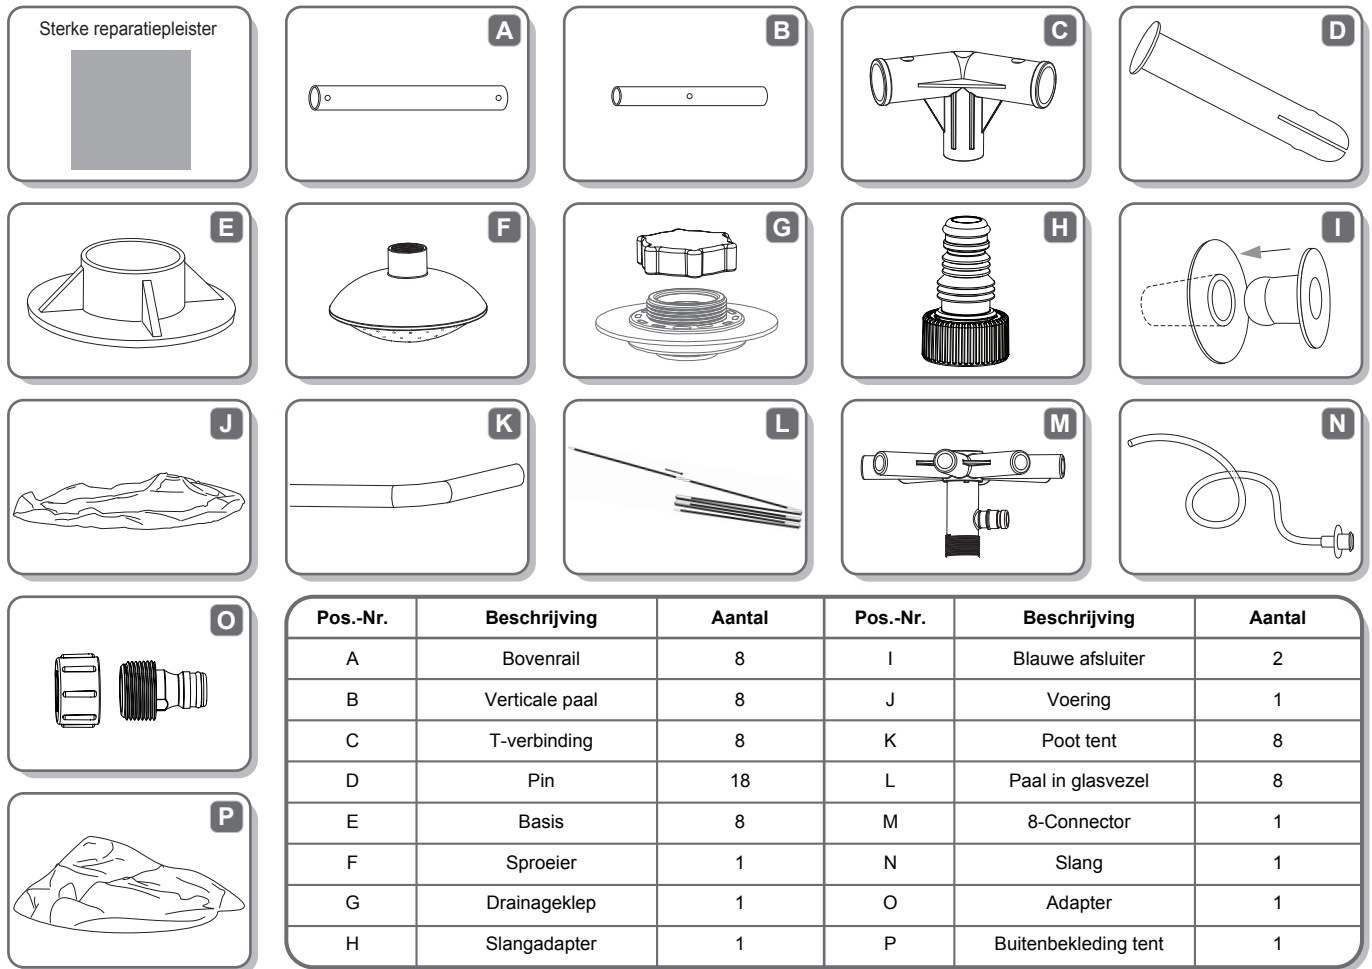 Sterke reparatiepleister
A
B
C
D
E
F
G
H
I
J
K
L
M
N
O
P
Pos.-Nr. Beschrijving Aantal Pos.-Nr. Beschrijving Aantal
A Bovenrail 8 I Blauwe afsluiter 2
B Verticale paal 8 J Voering 1
C T-verbinding 8 K Poot tent 8
D Pin 18 L Paal in glasvezel 8
E Basis 8 M 8-Connector 1
F Sproeier 1 N Slang 1
G Drainageklep 1 O Adapter 1
H Slangadapter 1 P Buitenbekleding tent 1